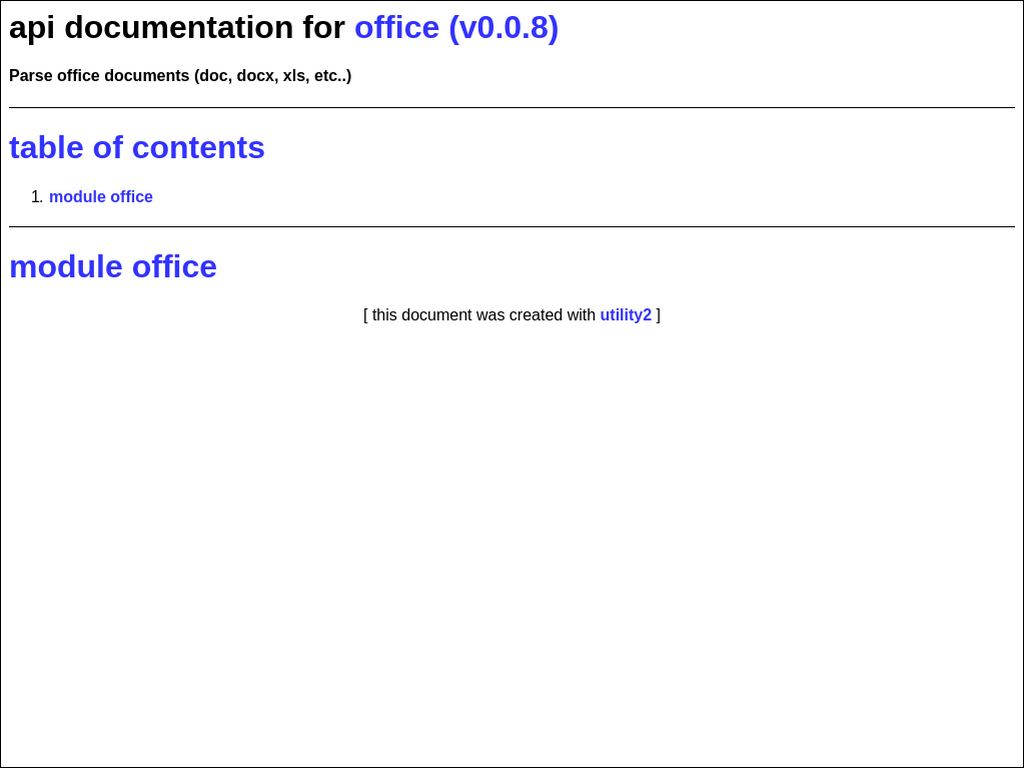 api documentation for office (v0.0.8)
Parse office documents (doc, docx, xls, etc..)
table of contents
1. module office
module office
[ this document was created with utility2 ]